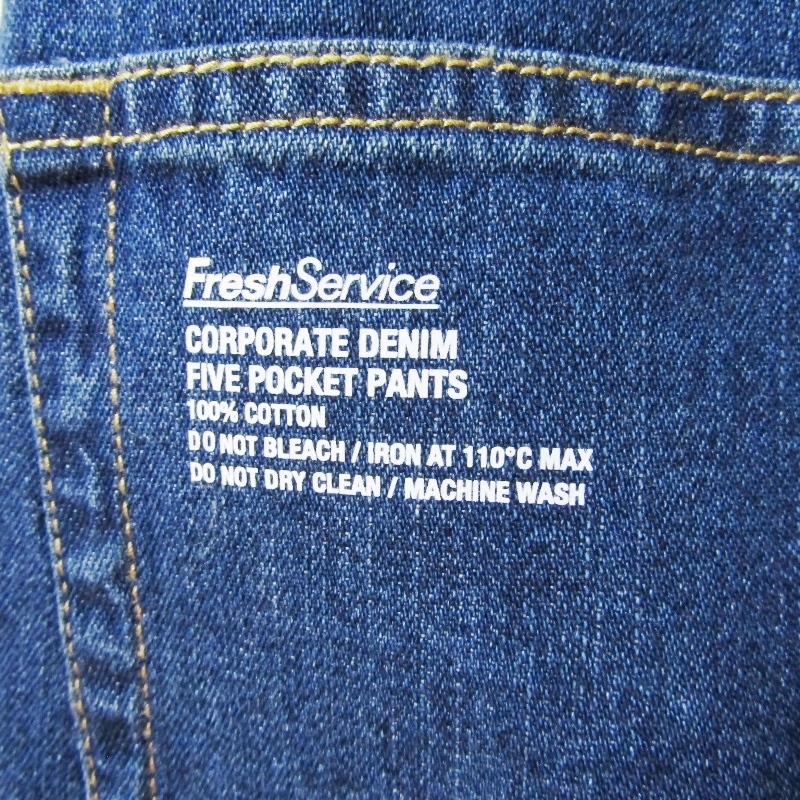 FreshService
CORPORATE DENIM
FIVE POCKET PANTS
100% COTTON
DO NOT BLEACH / IRON AT 110°C MAX
DO NOT DRY CLEAN / MACHINE WASH